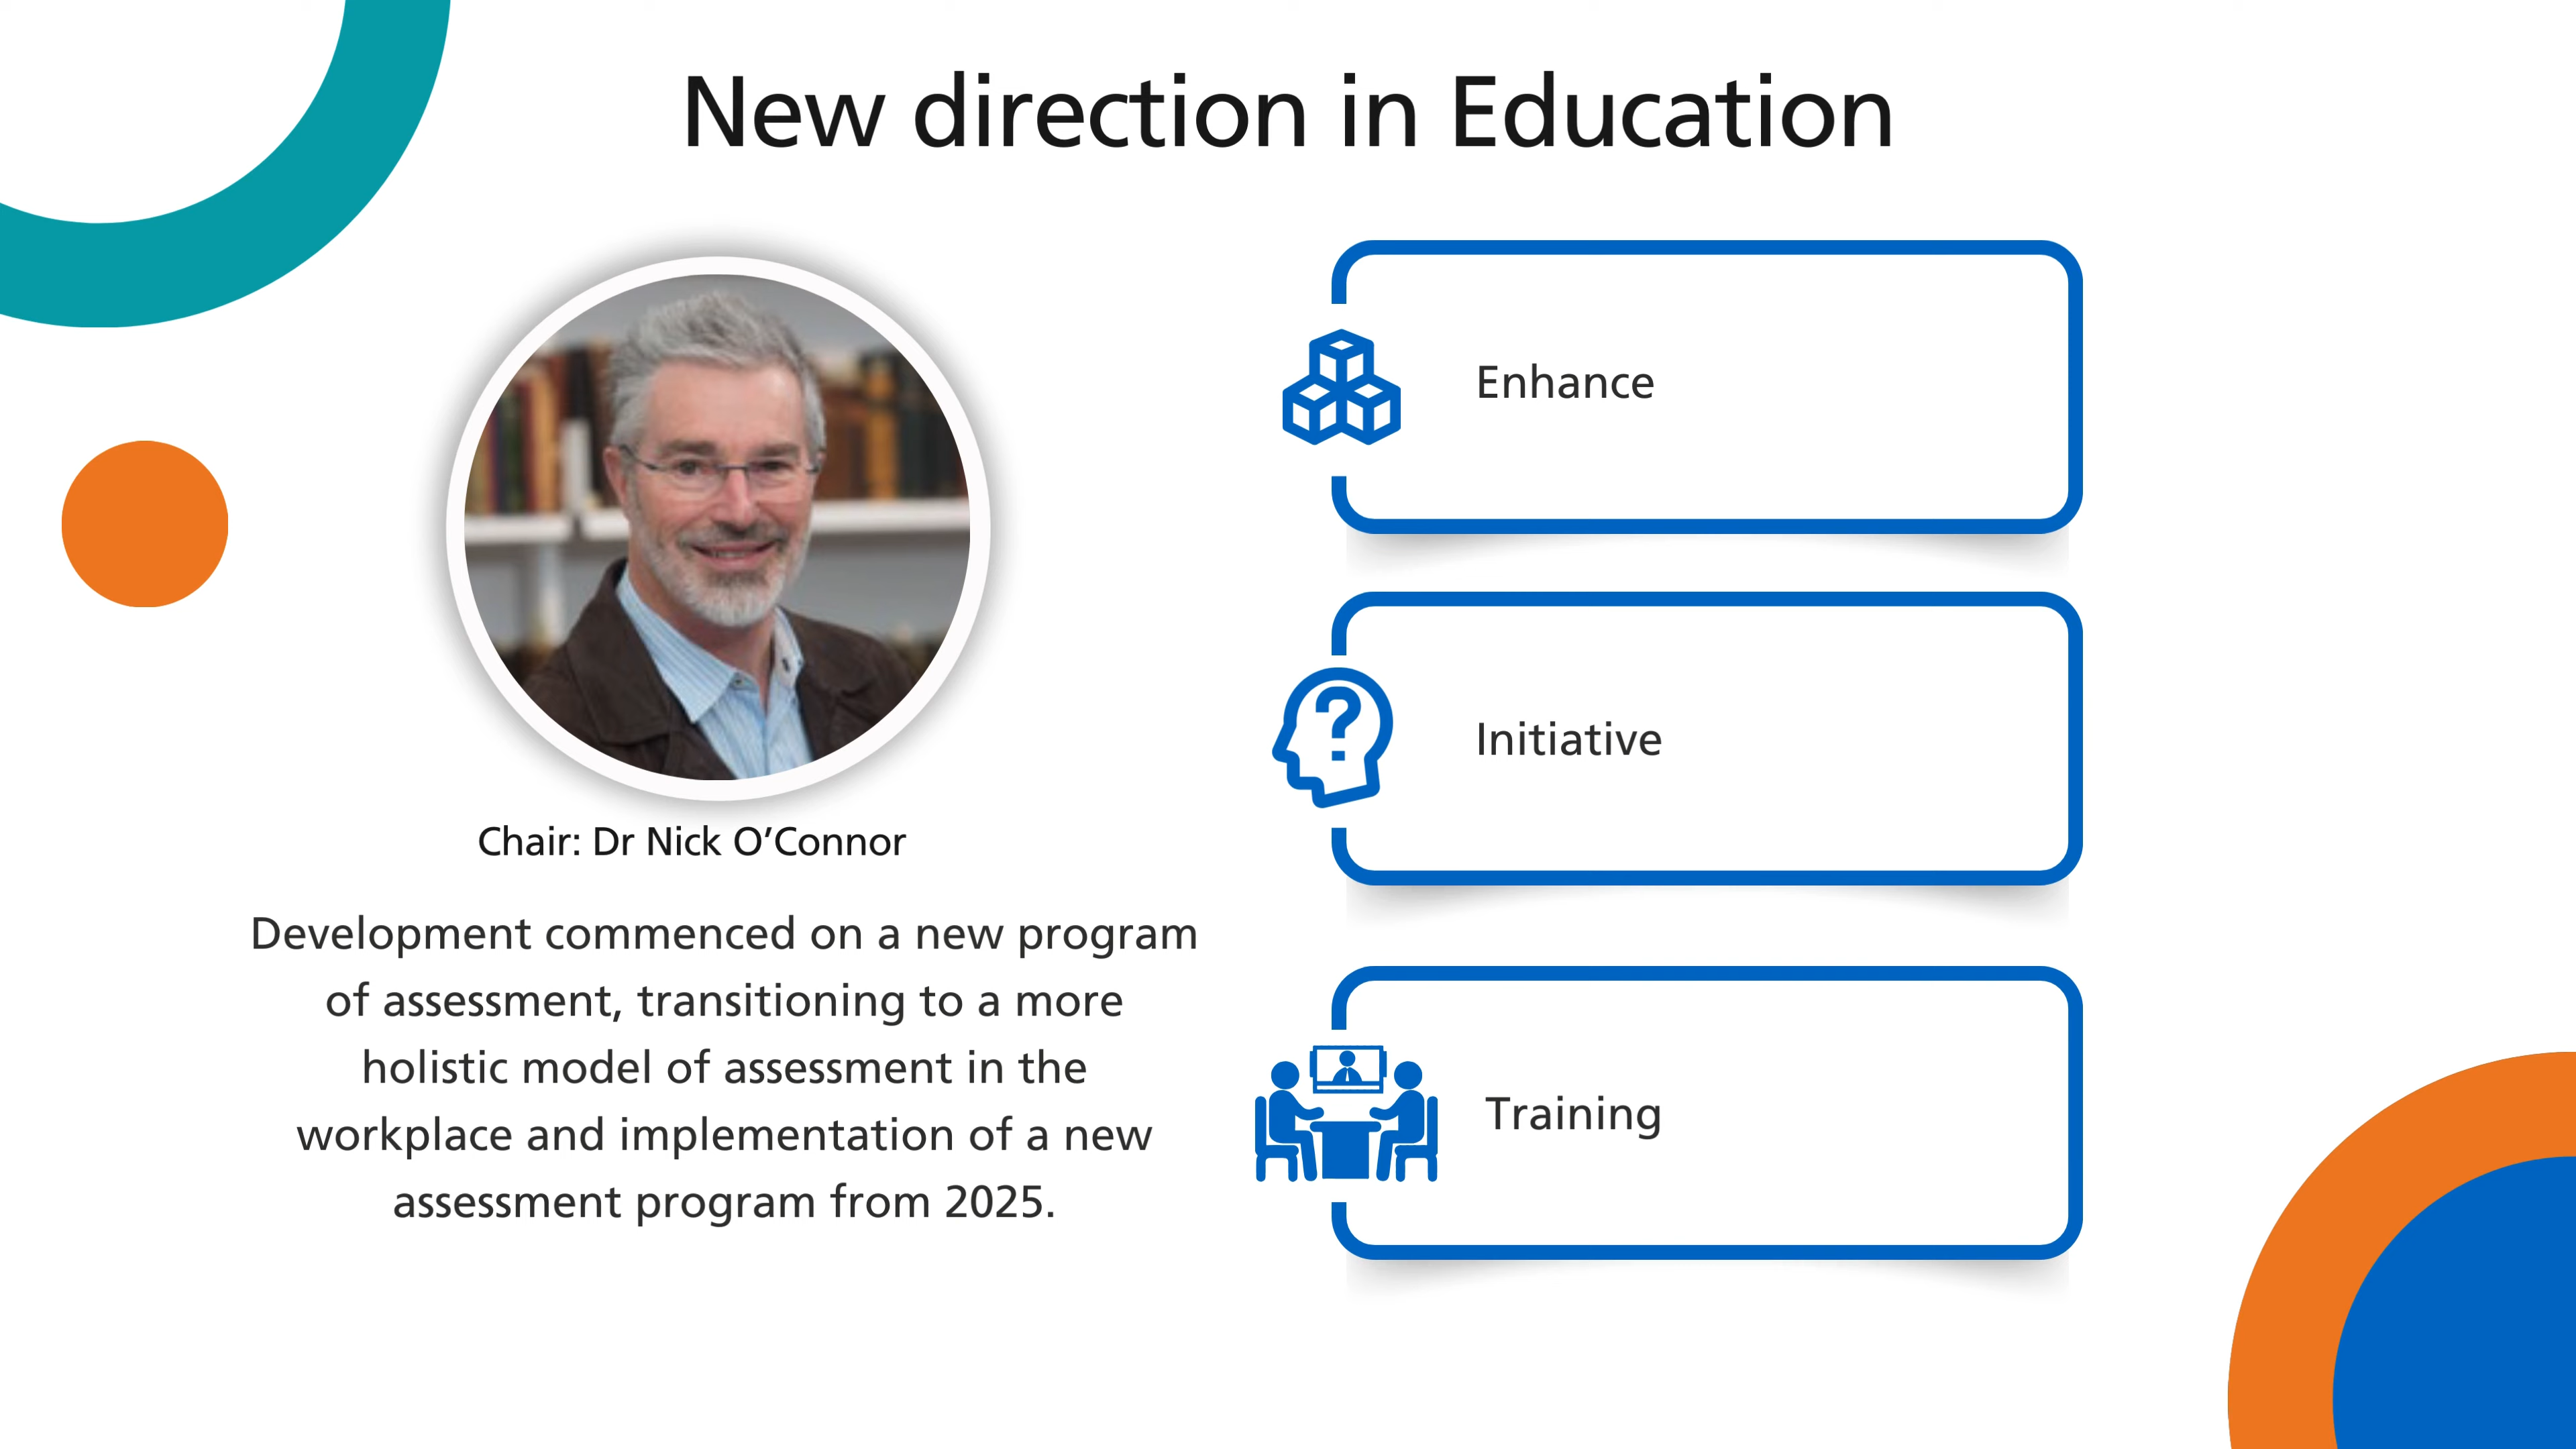 New direction in Education
Chair: Dr Nick O’Connor
Development commenced on a new program
of assessment, transitioning to a more
holistic model of assessment in the
workplace and implementation of a new
assessment program from 2025.
Enhance
?
Initiative
Training